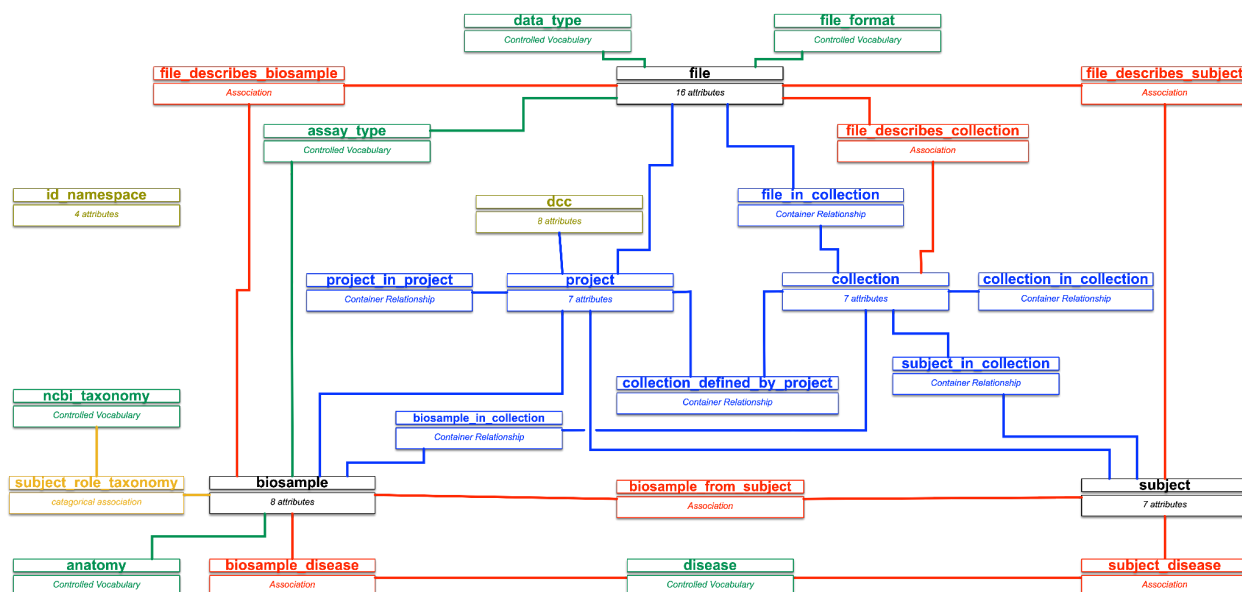 data_type
Controlled Vocabulary
file_format
Controlled Vocabulary
file_describes_biosample
Association
file
16 attributes
file_describes_subject
Association
assay_type
Controlled Vocabulary
file_describes_collection
Association
id_namespace
4 attributes
dcc
8 attributes
file_in_collection
Container Relationship
project_in_project
Container Relationship
project
7 attributes
collection
7 attributes
collection_in_collection
Container Relationship
subject_in_collection
Container Relationship
collection_defined_by_project
Container Relationship
ncbi_taxonomy
Controlled Vocabulary
biosample_in_collection
Container Relationship
subject_role_taxonomy
catagorical association
biosample
8 attributes
biosample_from_subject
Association
subject
7 attributes
anatomy
Controlled Vocabulary
biosample_disease
Association
disease
Controlled Vocabulary
subject_disease
Association